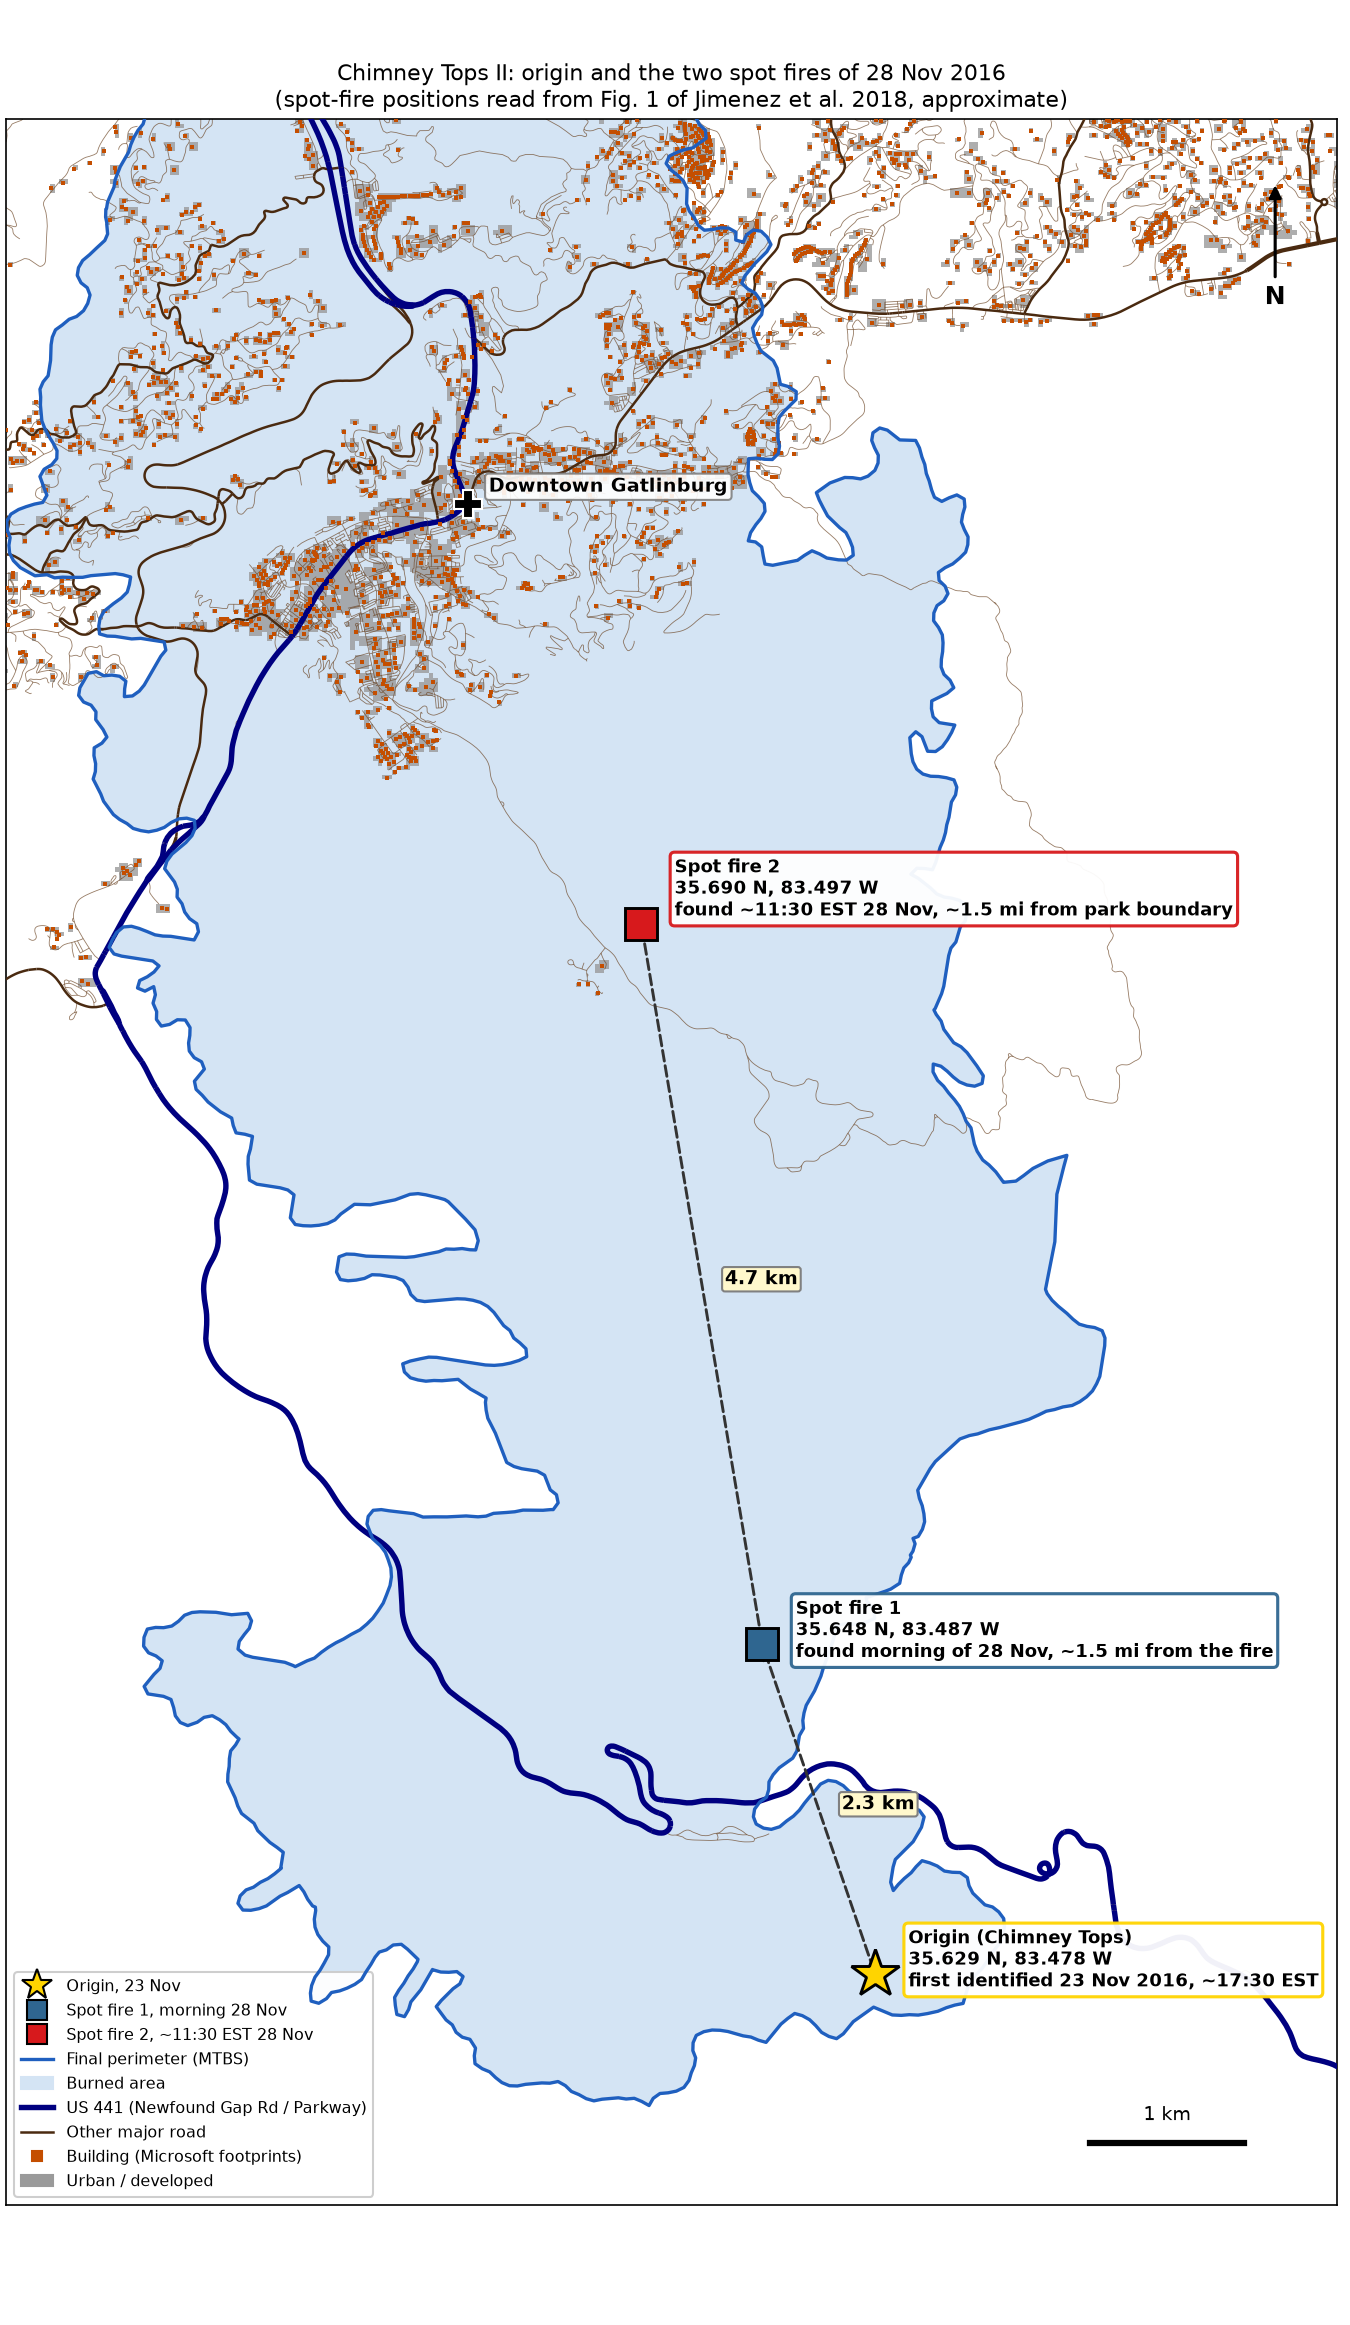 Chimney Tops II: origin and the two spot fires of 28 Nov 2016
(spot-fire positions read from Fig. 1 of Jimenez et al. 2018, approximate)
N
Downtown Gatlinburg
Spot fire 2
35.690 N, 83.497 W
found ~11:30 EST 28 Nov, ~1.5 mi from park boundary
4.7 km
Spot fire 1
35.648 N, 83.487 W
found morning of 28 Nov, ~1.5 mi from the fire
2.3 km
Origin (Chimney Tops)
35.629 N, 83.478 W
first identified 23 Nov 2016, ~17:30 EST
Origin, 23 Nov
Spot fire 1, morning 28 Nov
Spot fire 2, ~11:30 EST 28 Nov
Final perimeter (MTBS)
Burned area
US 441 (Newfound Gap Rd / Parkway)
Other major road
Building (Microsoft footprints)
Urban / developed
1 km